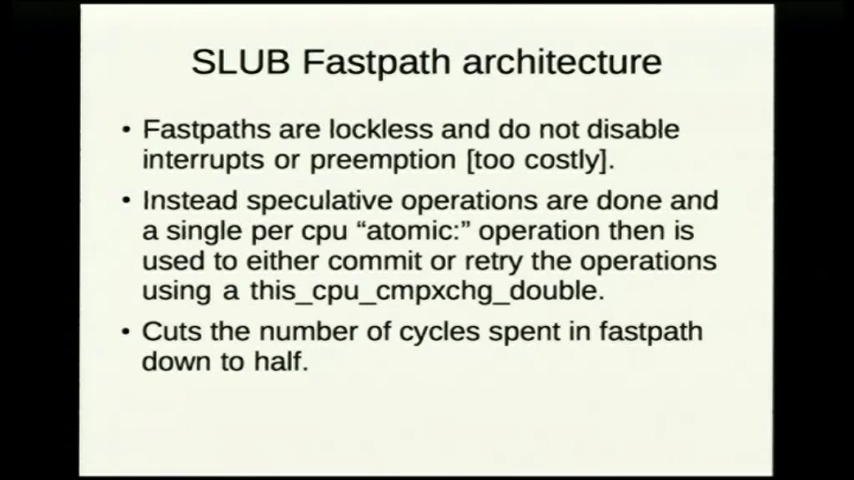 SLUB Fastpath architecture
• Fastpaths are lockless and do not disable
interrupts or preemption [too costly].
• Instead speculative operations are done and
a single per cpu “atomic:” operation then is
used to either commit or retry the operations
using a this_cpu_cmpxchg_double.
• Cuts the number of cycles spent in fastpath
down to half.